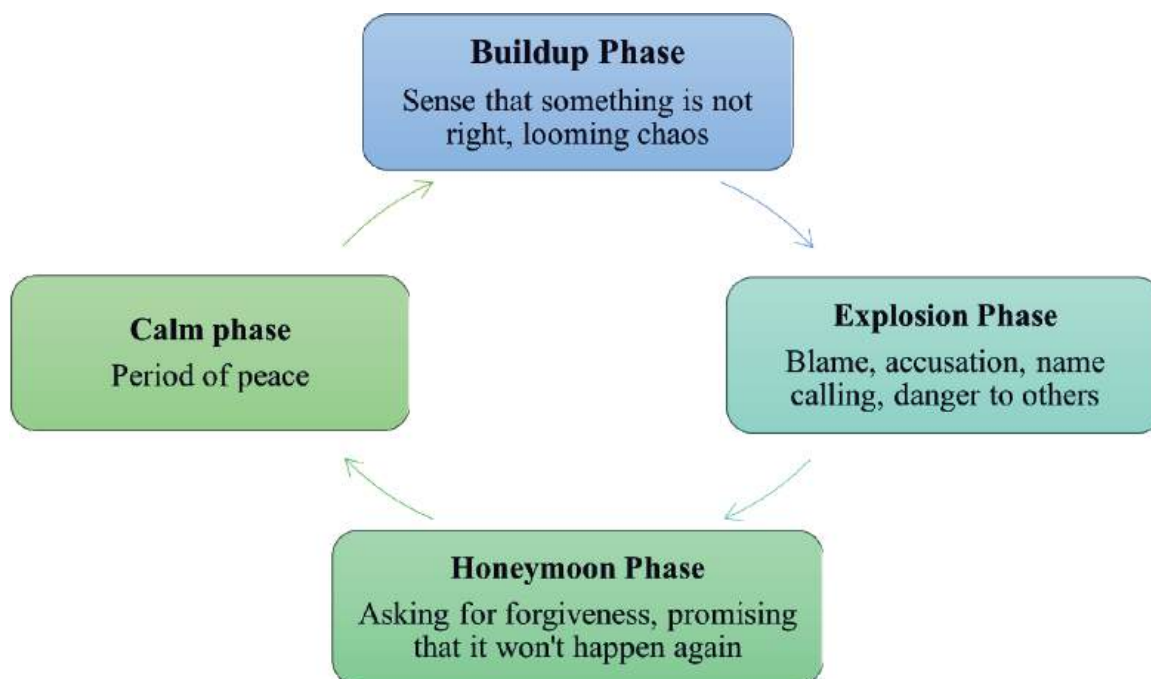 Buildup Phase
Sense that something is not
right, looming chaos
Explosion Phase
Blame, accusation, name
calling, danger to others
Honeymoon Phase
Asking for forgiveness, promising
that it won't happen again
Calm phase
Period of peace